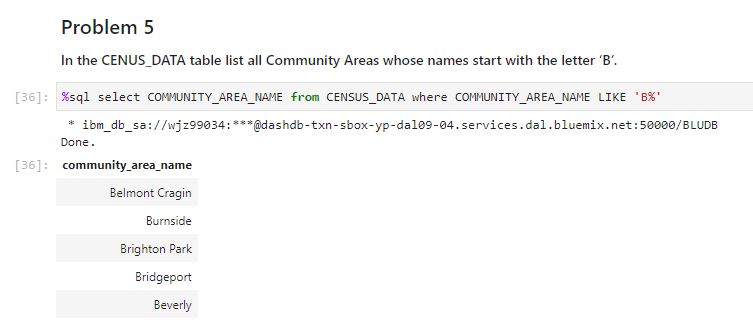 Problem 5
In the CENUS_DATA table list all Community Areas whose names start with the letter ‘B’.
[36]: %sql select COMMUNITY_AREA_NAME from CENSUS_DATA where COMMUNITY_AREA_NAME LIKE 'B%'
* ibm_db_sa://wjz99034:***@dashdb-txn-sbox-yp-dal09-04.services.dal.bluemix.net:50000/BLUDB
Done.
[36]: community_area_name
Belmont Cragin
Burnside
Brighton Park
Bridgeport
Beverly